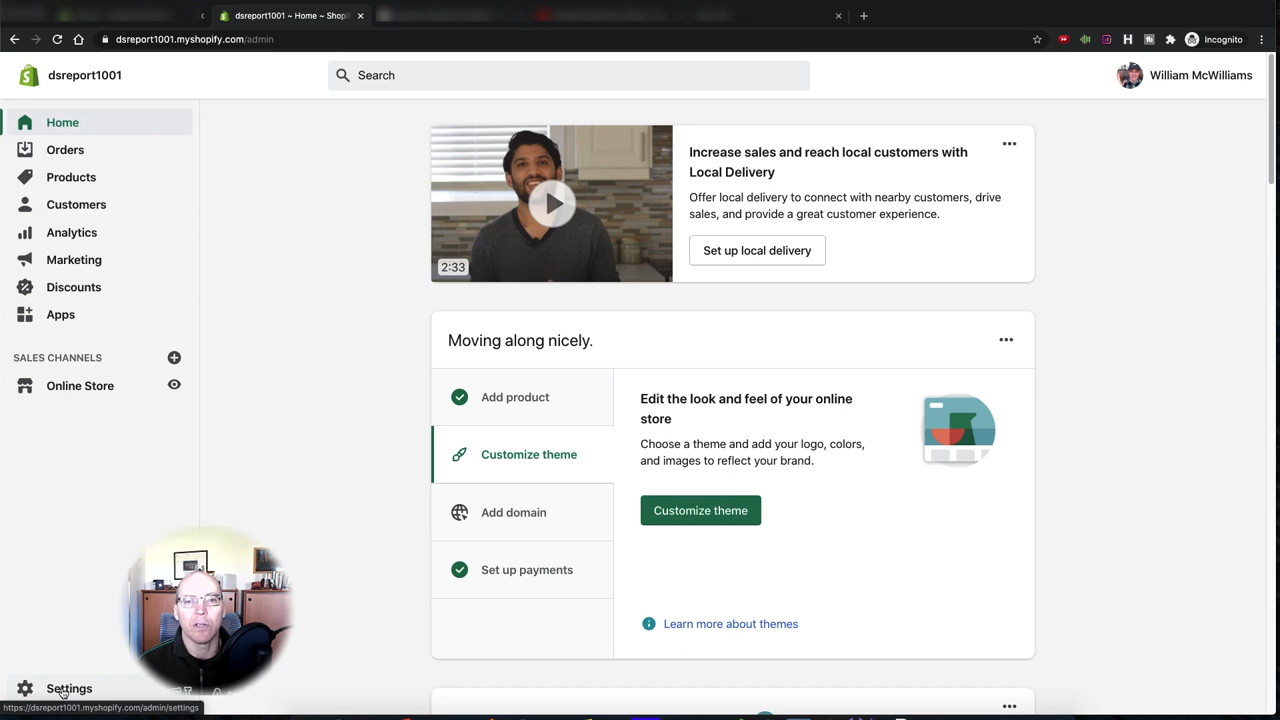 dsreport1001 ~ Home ~ Shopi
dsreport1001.myshopify.com/admin
Incognito
dsreport1001
Search
William McWilliams
Home
Orders
Products
Customers
Analytics
Marketing
Discounts
Apps
SALES CHANNELS
Online Store
Settings
https://dsreport1001.myshopify.com/admin/settings
2:33
Increase sales and reach local customers with
Local Delivery
Offer local delivery to connect with nearby customers, drive
sales, and provide a great customer experience.
Set up local delivery
Moving along nicely.
Add product
Customize theme
Add domain
Set up payments
Edit the look and feel of your online
store
Choose a theme and add your logo, colors,
and images to reflect your brand.
Customize theme
Learn more about themes